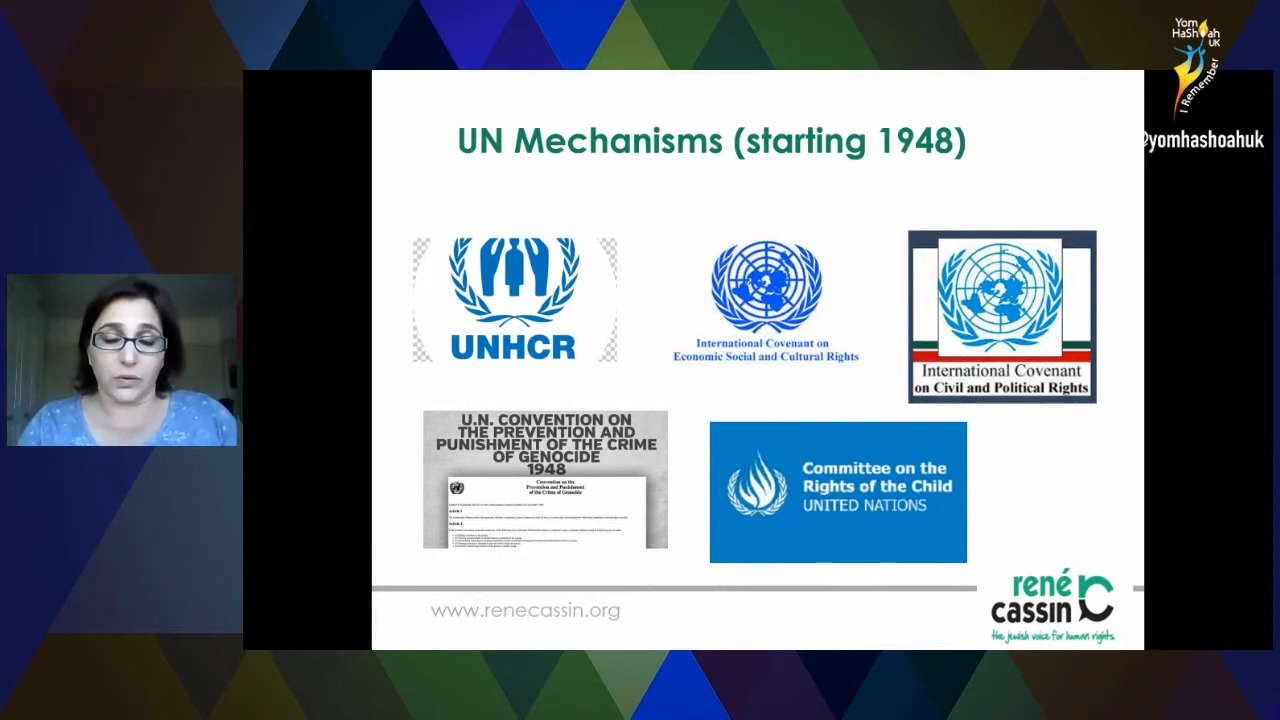 Yom
HaShoah
UK
I Remember
@yomhashoahuk
UN Mechanisms (starting 1948)
UNHCR
International Covenant on
Economic Social and Cultural Rights
International Covenant
on Civil and Political Rights
U.N. CONVENTION ON
THE PREVENTION AND
PUNISHMENT OF THE CRIME
OF GENOCIDE
1948
Convention on the
Prevention and Punishment
of the Crime of Genocide
Article I
Article II
Committee on the
Rights of the Child
UNITED NATIONS
www.renecassin.org
rené
cassin
the jewish voice for human rights